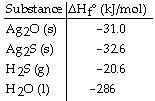 Substance ΔHf° (kJ/mol)
Ag2O (s) –31.0
Ag2S (s) –32.6
H2S (g) –20.6
H2O (l) –286